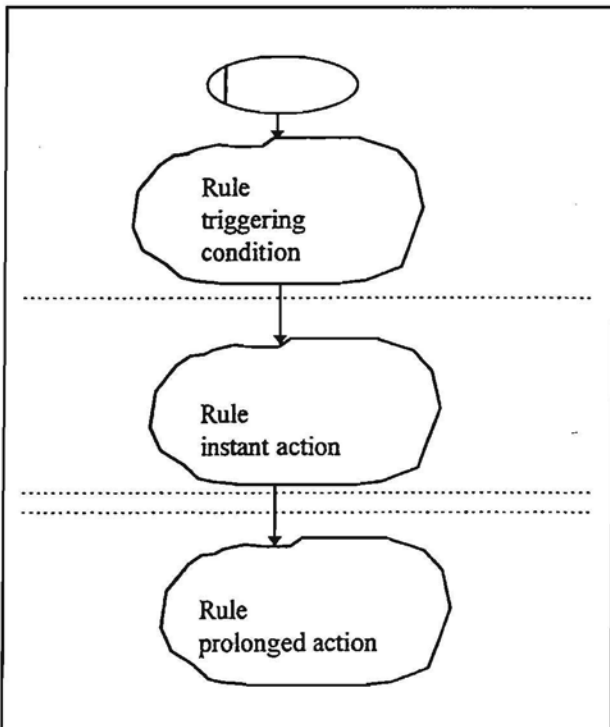 Rule
triggering
condition
Rule
instant action
Rule
prolonged action